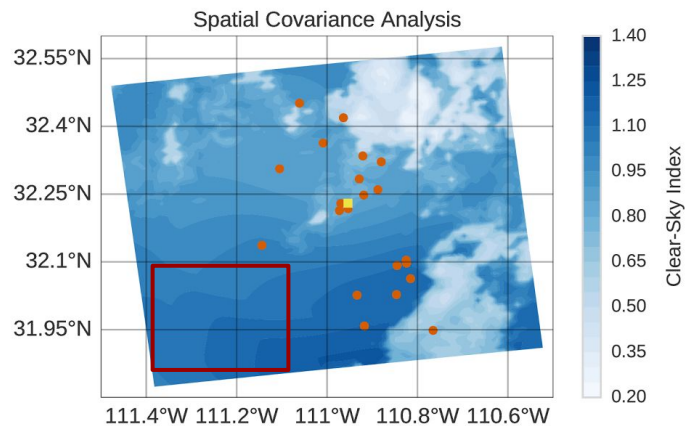 Spatial Covariance Analysis
32.55°N
32.4°N
32.25°N
32.1°N
31.95°N
111.4°W 111.2°W 111°W 110.8°W 110.6°W
1.40
1.25
1.10
0.95
0.80
0.65
0.50
0.35
0.20
Clear-Sky Index